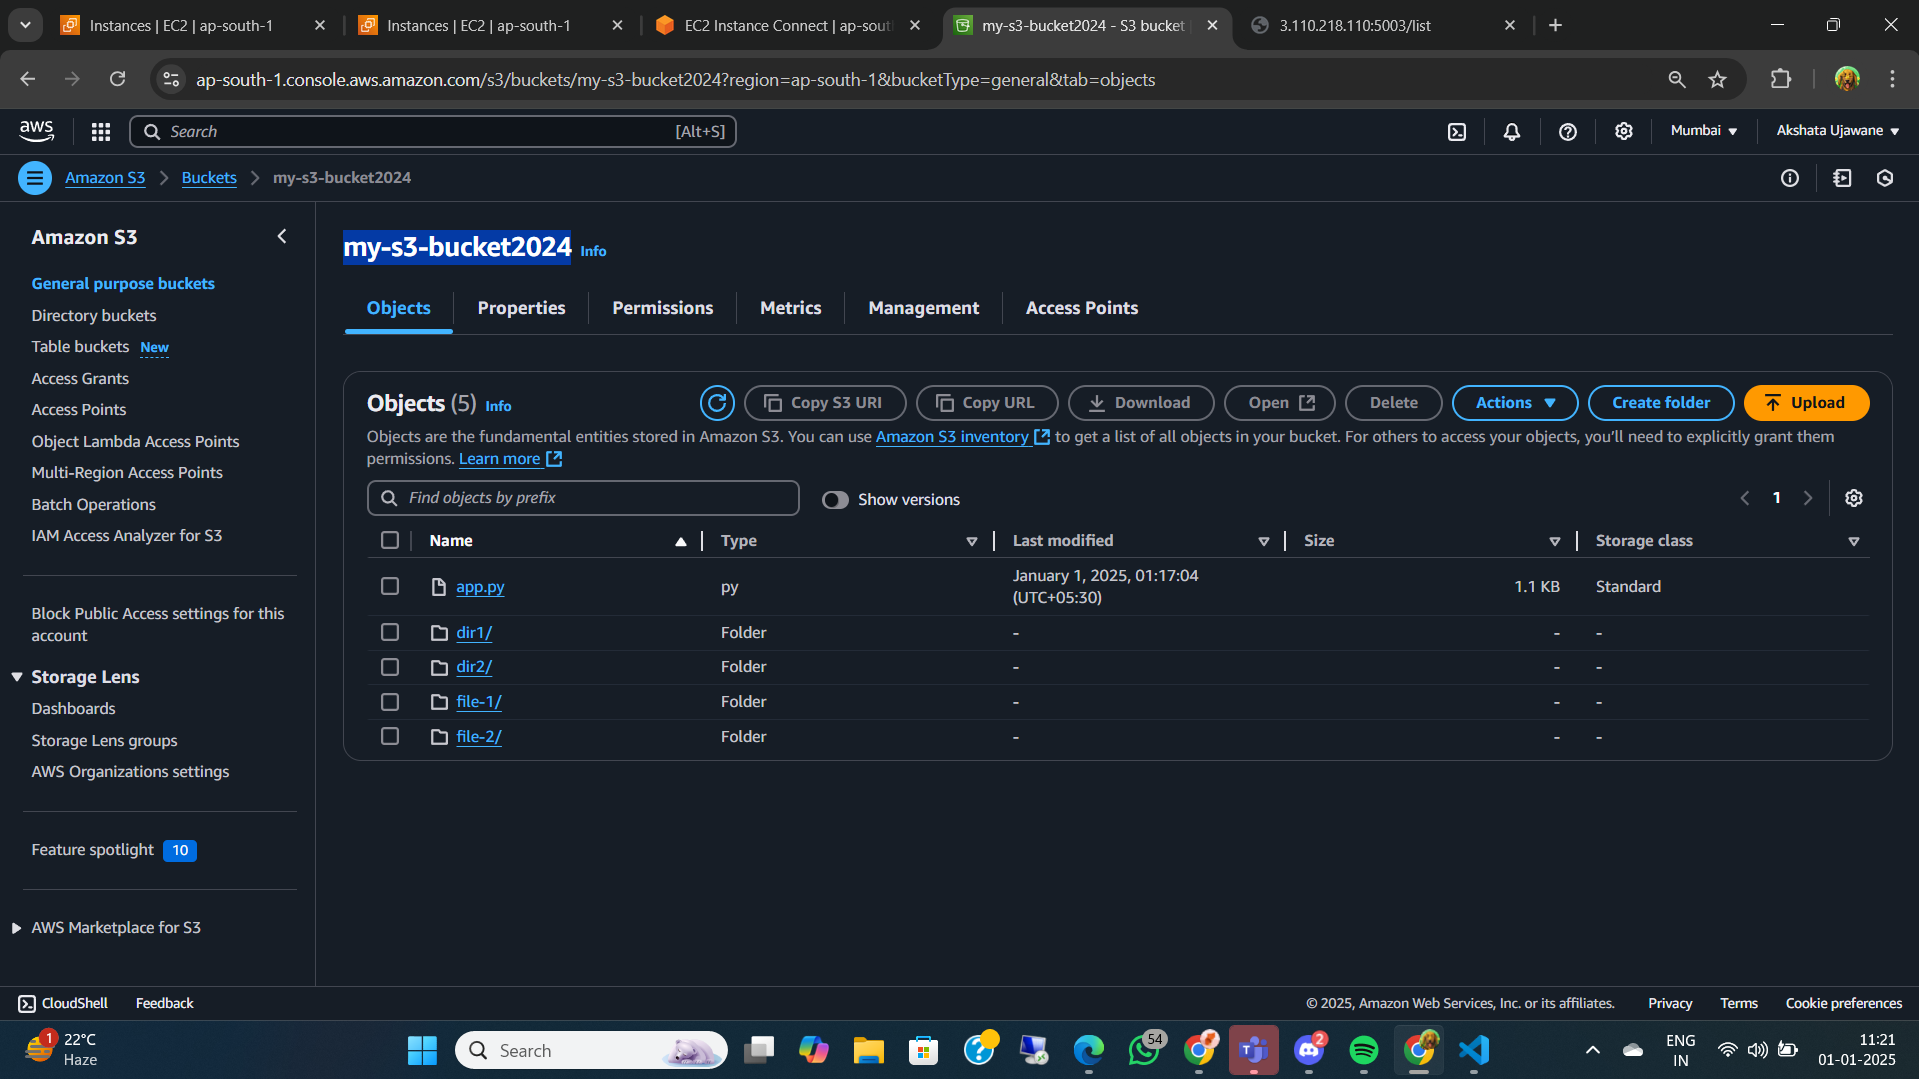 Instances | EC2 | ap-south-1
Instances | EC2 | ap-south-1
EC2 Instance Connect | ap-sout
my-s3-bucket2024 - S3 bucket
3.110.218.110:5003/list
ap-south-1.console.aws.amazon.com/s3/buckets/my-s3-bucket2024?region=ap-south-1&bucketType=general&tab=objects
aws
Search
[Alt+S]
Mumbai
Akshata Ujawane
Amazon S3
Buckets
my-s3-bucket2024
Amazon S3
General purpose buckets
Directory buckets
Table buckets New
Access Grants
Access Points
Object Lambda Access Points
Multi-Region Access Points
Batch Operations
IAM Access Analyzer for S3
Block Public Access settings for this
account
Storage Lens
Dashboards
Storage Lens groups
AWS Organizations settings
Feature spotlight 10
AWS Marketplace for S3
my-s3-bucket2024 Info
Objects
Properties
Permissions
Metrics
Management
Access Points
Objects (5) Info
Copy S3 URI
Copy URL
Download
Open
Delete
Actions
Create folder
Upload
Objects are the fundamental entities stored in Amazon S3. You can use Amazon S3 inventory to get a list of all objects in your bucket. For others to access your objects, you'll need to explicitly grant them
permissions. Learn more
Find objects by prefix
Show versions
1
Name Type Last modified Size Storage class
app.py py January 1, 2025, 01:17:04 (UTC+05:30) 1.1 KB Standard
dir1/ Folder - - -
dir2/ Folder - - -
file-1/ Folder - - -
file-2/ Folder - - -
CloudShell
Feedback
© 2025, Amazon Web Services, Inc. or its affiliates.
Privacy
Terms
Cookie preferences
1
22°C
Haze
Search
54
2
ENG
IN
11:21
01-01-2025